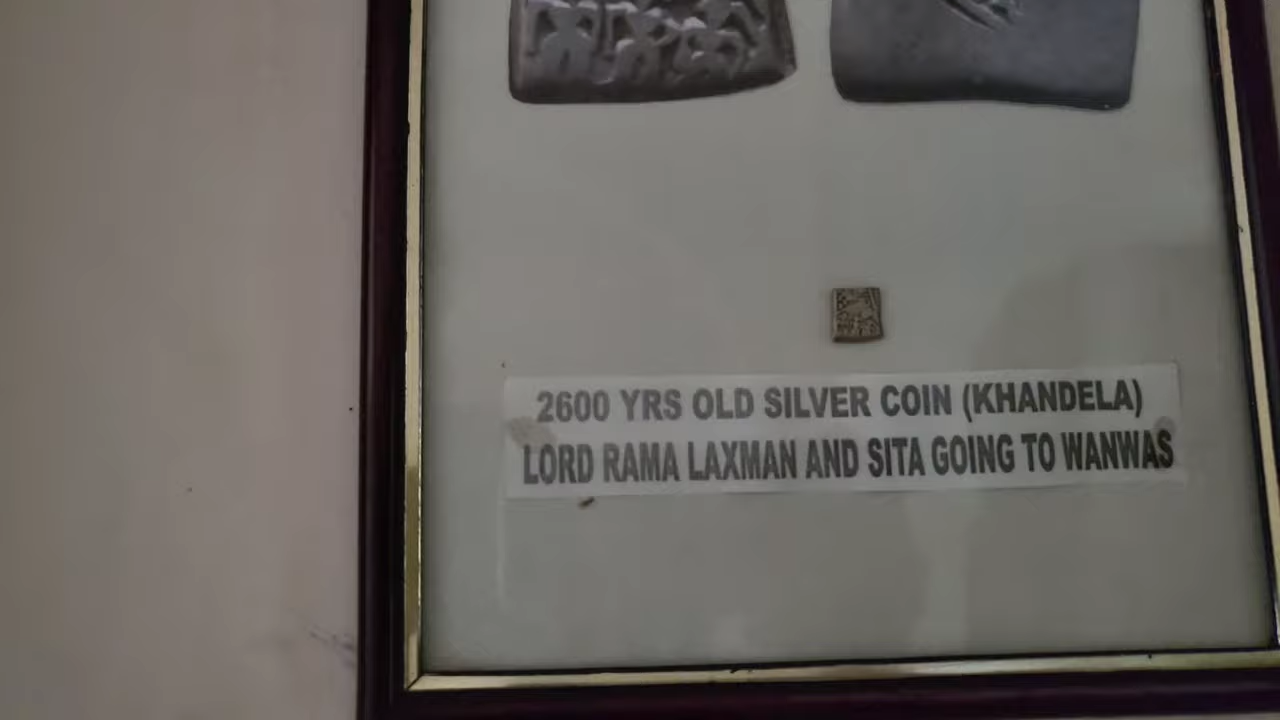 2600 YRS OLD SILVER COIN (KHANDELA)
LORD RAMA LAXMAN AND SITA GOING TO WANWAS